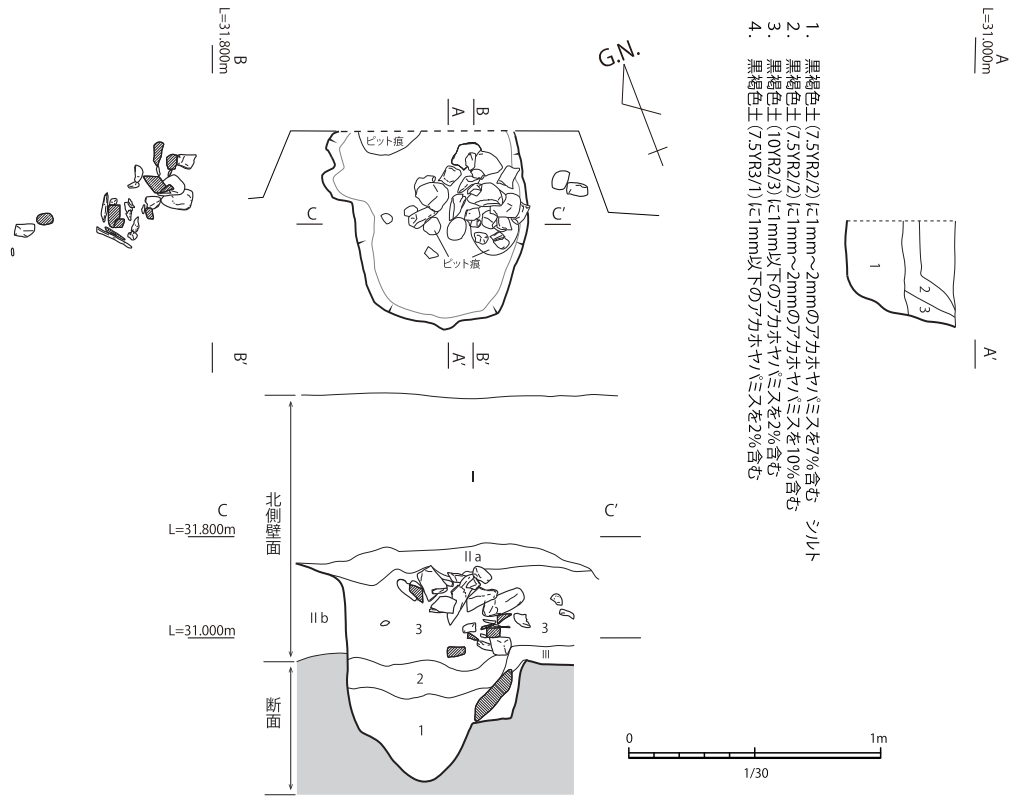 L=31.800m
B
B’
G.N.
A
B
ピット痕
C
C’
ピット痕
A’
B’
1. 黒褐色土 (7.5YR2/2) に1mm～2mmのアカホヤパミスを7%含む シルト
2. 黒褐色土 (7.5YR2/2) に1mm～2mmのアカホヤパミスを10%含む
3. 黒褐色土 (10YR2/3) に1mm以下のアカホヤパミスを2%含む
4. 黒褐色土 (7.5YR3/1) に1mm以下のアカホヤパミスを2%含む
L=31.000m
A
A’
1
2
3
北側壁面
断面
I
C
C’
L=31.800m
II a
II b
3
3
L=31.000m
III
2
1
0
1m
1/30